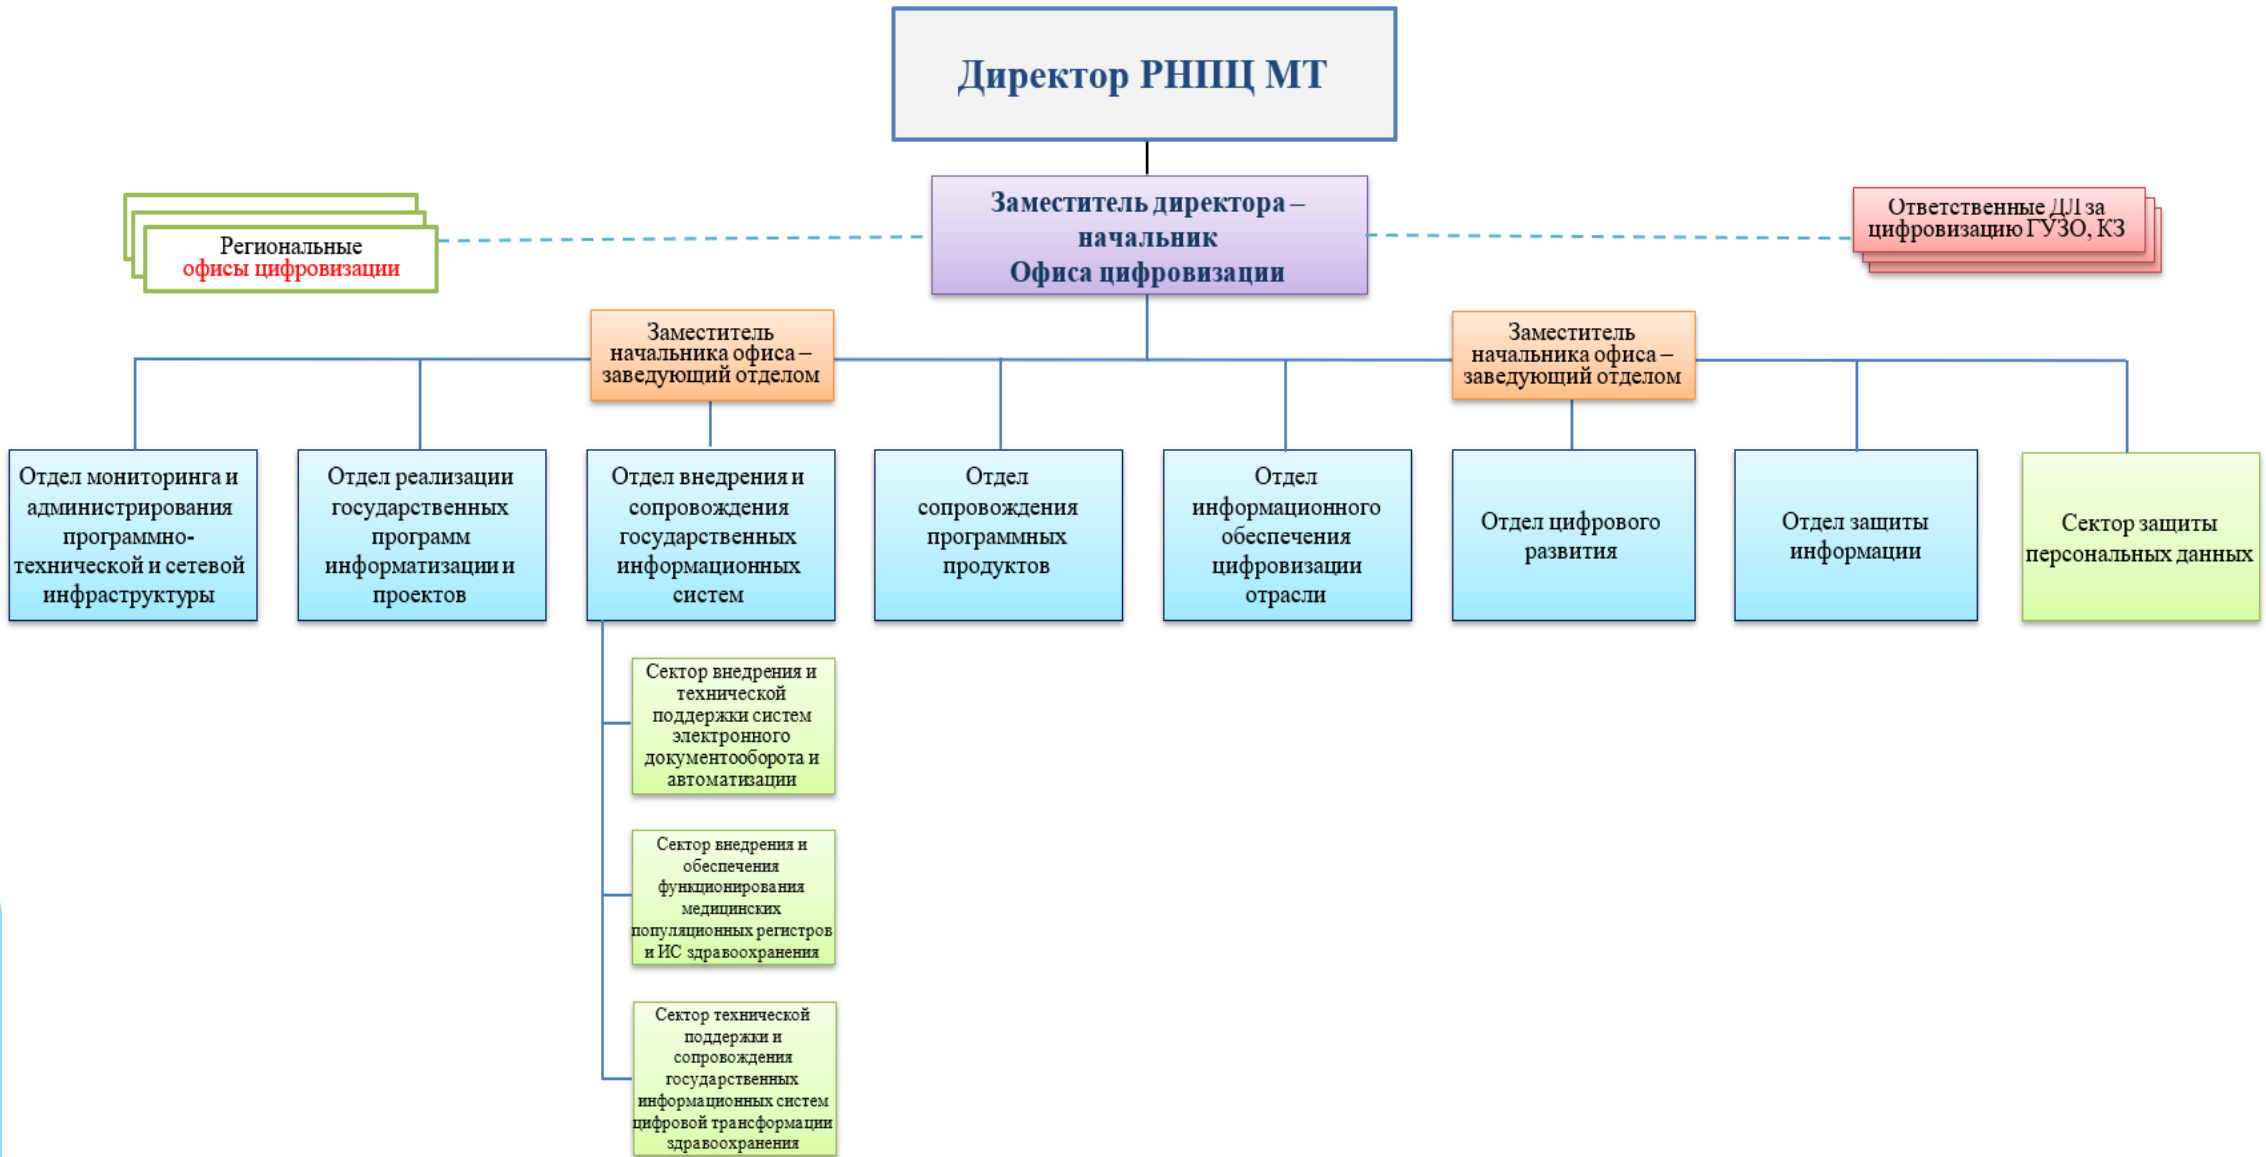 Директор РНПЦ МТ
Заместитель директора –
начальник
Офиса цифровизации
Региональные
офисы цифровизации
Ответственные ДЛ за
цифровизацию ГУЗО, КЗ
Заместитель
начальника офиса –
заведующий отделом
Заместитель
начальника офиса –
заведующий отделом
Отдел мониторинга и
администрирования
программно-
технической и сетевой
инфраструктуры
Отдел реализации
государственных
программ
информатизации и
проектов
Отдел внедрения и
сопровождения
государственных
информационных
систем
Отдел
сопровождения
программных
продуктов
Отдел
информационного
обеспечения
цифровизации
отрасли
Отдел цифрового
развития
Отдел защиты
информации
Сектор защиты
персональных данных
Сектор внедрения и
технической
поддержки систем
электронного
документооборота и
автоматизации
Сектор внедрения и
обеспечения
функционирования
медицинских
популяционных регистров
и ИС здравоохранения
Сектор технической
поддержки и
сопровождения
государственных
информационных систем
цифровой трансформации
здравоохранения